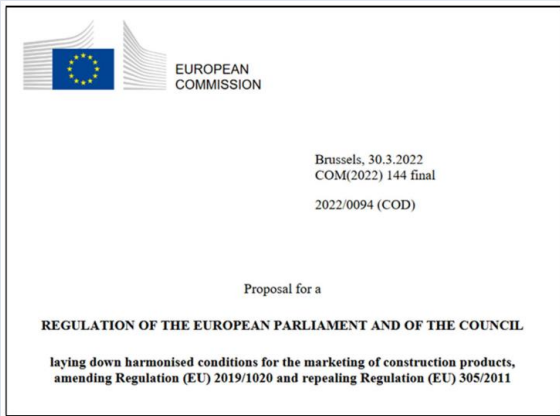 EUROPEAN
COMMISSION
Brussels, 30.3.2022
COM(2022) 144 final
2022/0094 (COD)
Proposal for a
REGULATION OF THE EUROPEAN PARLIAMENT AND OF THE COUNCIL
laying down harmonised conditions for the marketing of construction products,
amending Regulation (EU) 2019/1020 and repealing Regulation (EU) 305/2011